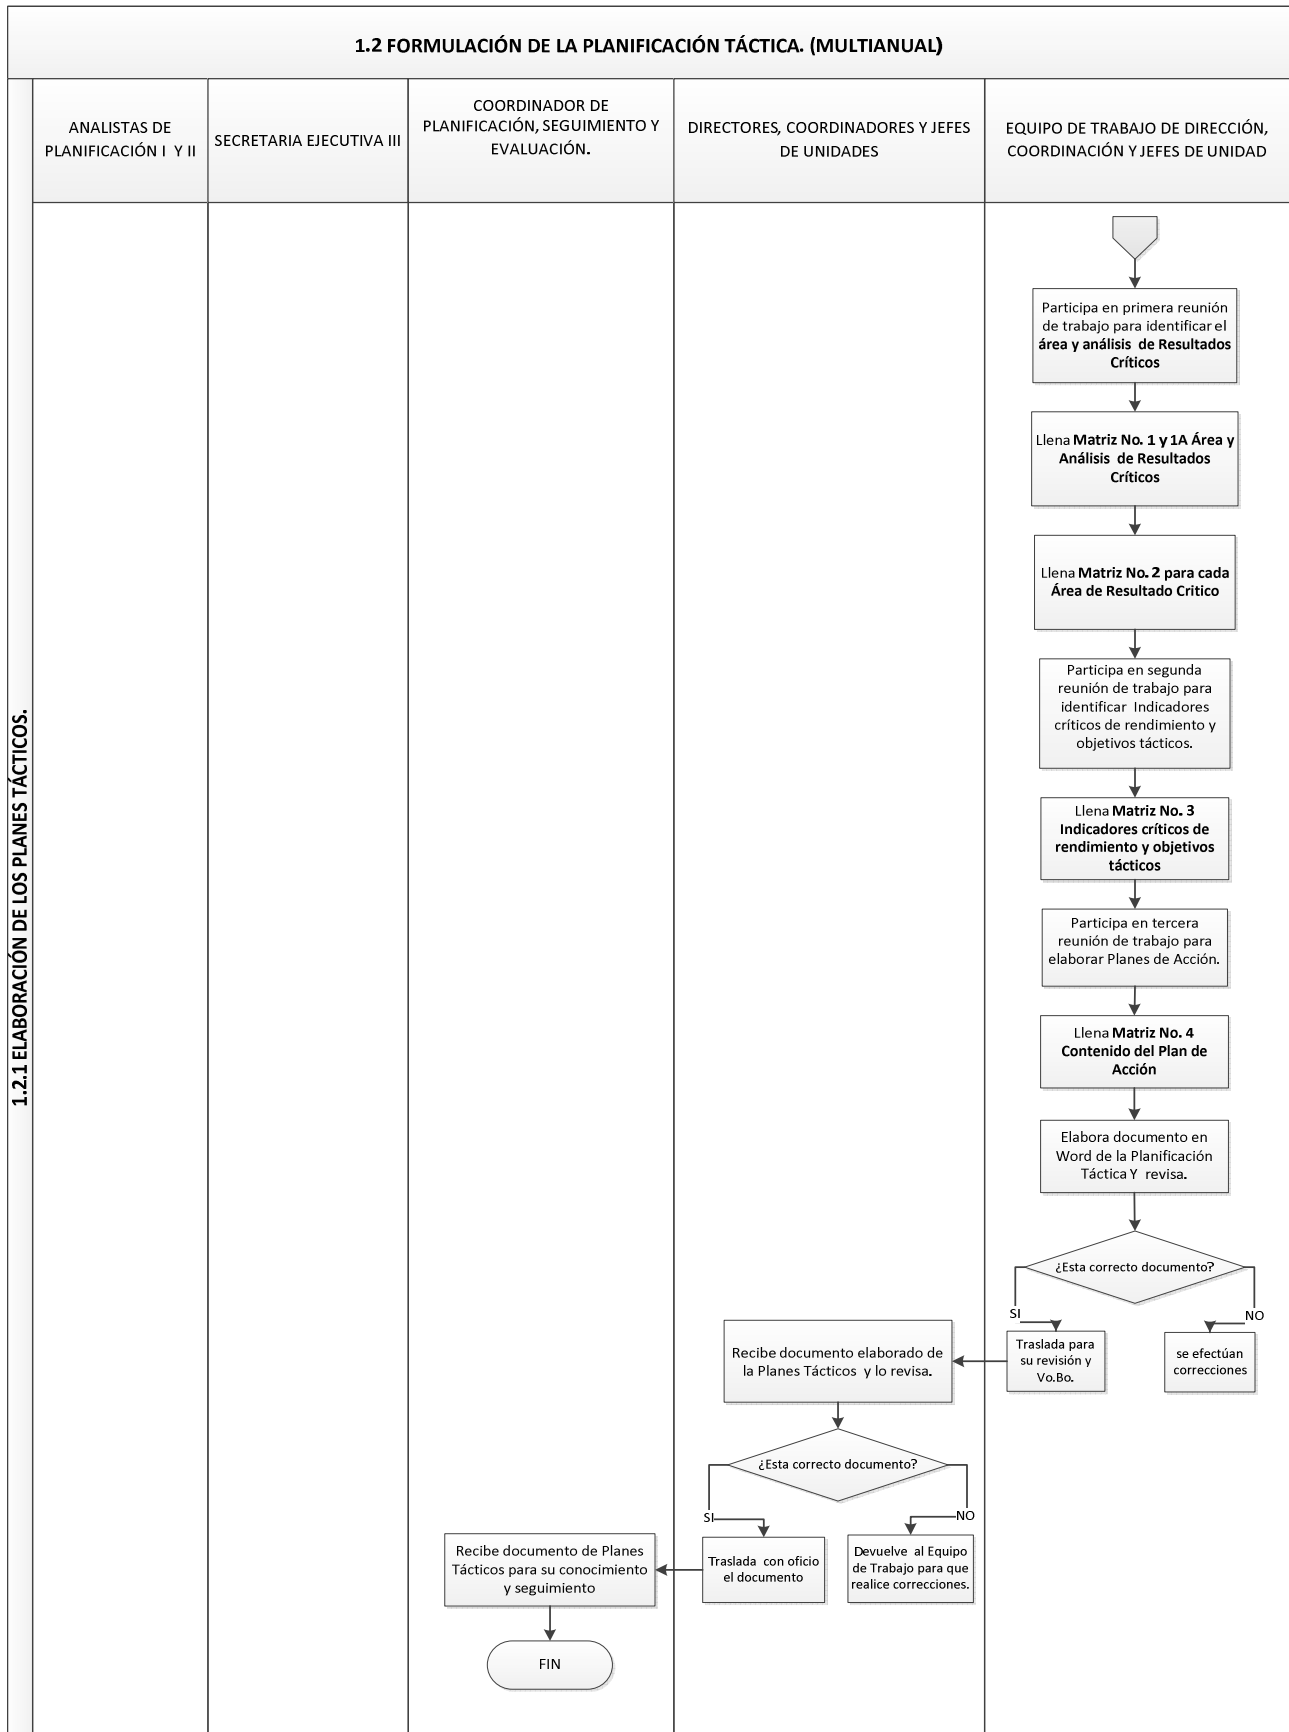 1.2 FORMULACIÓN DE LA PLANIFICACIÓN TÁCTICA. (MULTIANUAL)
1.2.1 ELABORACIÓN DE LOS PLANES TÁCTICOS.
ANALISTAS DE
PLANIFICACIÓN I Y II
SECRETARIA EJECUTIVA III
COORDINADOR DE
PLANIFICACIÓN, SEGUIMIENTO Y
EVALUACIÓN.
DIRECTORES, COORDINADORES Y JEFES
DE UNIDADES
EQUIPO DE TRABAJO DE DIRECCIÓN,
COORDINACIÓN Y JEFES DE UNIDAD
Participa en primera reunión
de trabajo para identificar el
área y análisis de Resultados
Críticos
Llena Matriz No. 1 y 1A Área y
Análisis de Resultados
Críticos
Llena Matriz No. 2 para cada
Área de Resultado Critico
Participa en segunda
reunión de trabajo para
identificar Indicadores
críticos de rendimiento y
objetivos tácticos.
Llena Matriz No. 3
Indicadores críticos de
rendimiento y objetivos
tácticos
Participa en tercera
reunión de trabajo para
elaborar Planes de Acción.
Llena Matriz No. 4
Contenido del Plan de
Acción
Elabora documento en
Word de la Planificación
Táctica Y revisa.
¿Esta correcto documento?
SI
NO
Traslada para
su revisión y
Vo.Bo.
se efectúan
correcciones
Recibe documento elaborado de
la Planes Tácticos y lo revisa.
¿Esta correcto documento?
SI
NO
Traslada con oficio
el documento
Devuelve al Equipo
de Trabajo para que
realice correcciones.
Recibe documento de Planes
Tácticos para su conocimiento
y seguimiento
FIN